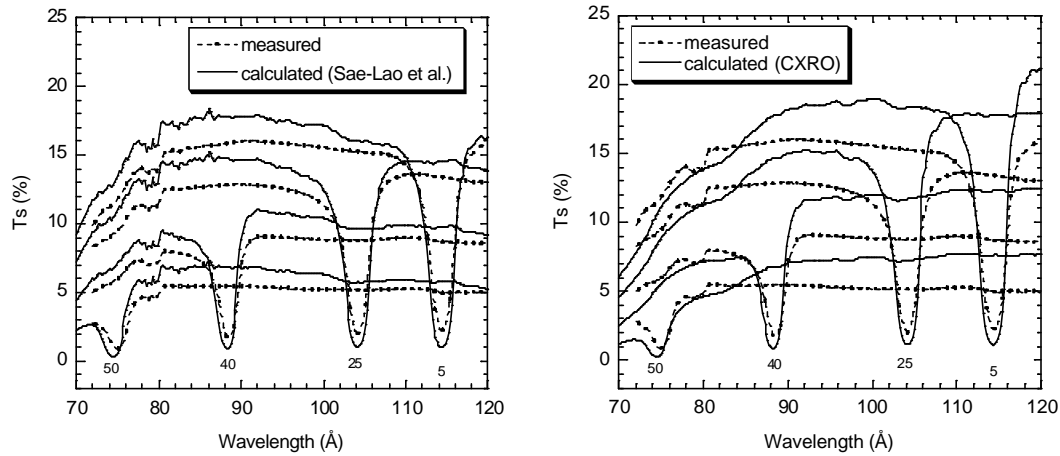 25
20
15
10
5
0
Ts (%)
measured
calculated (Sae-Lao et al.)
50
40
25
5
70 80 90 100 110 120
Wavelength (Å)
25
20
15
10
5
0
Ts (%)
measured
calculated (CXRO)
50
40
25
5
70 80 90 100 110 120
Wavelength (Å)